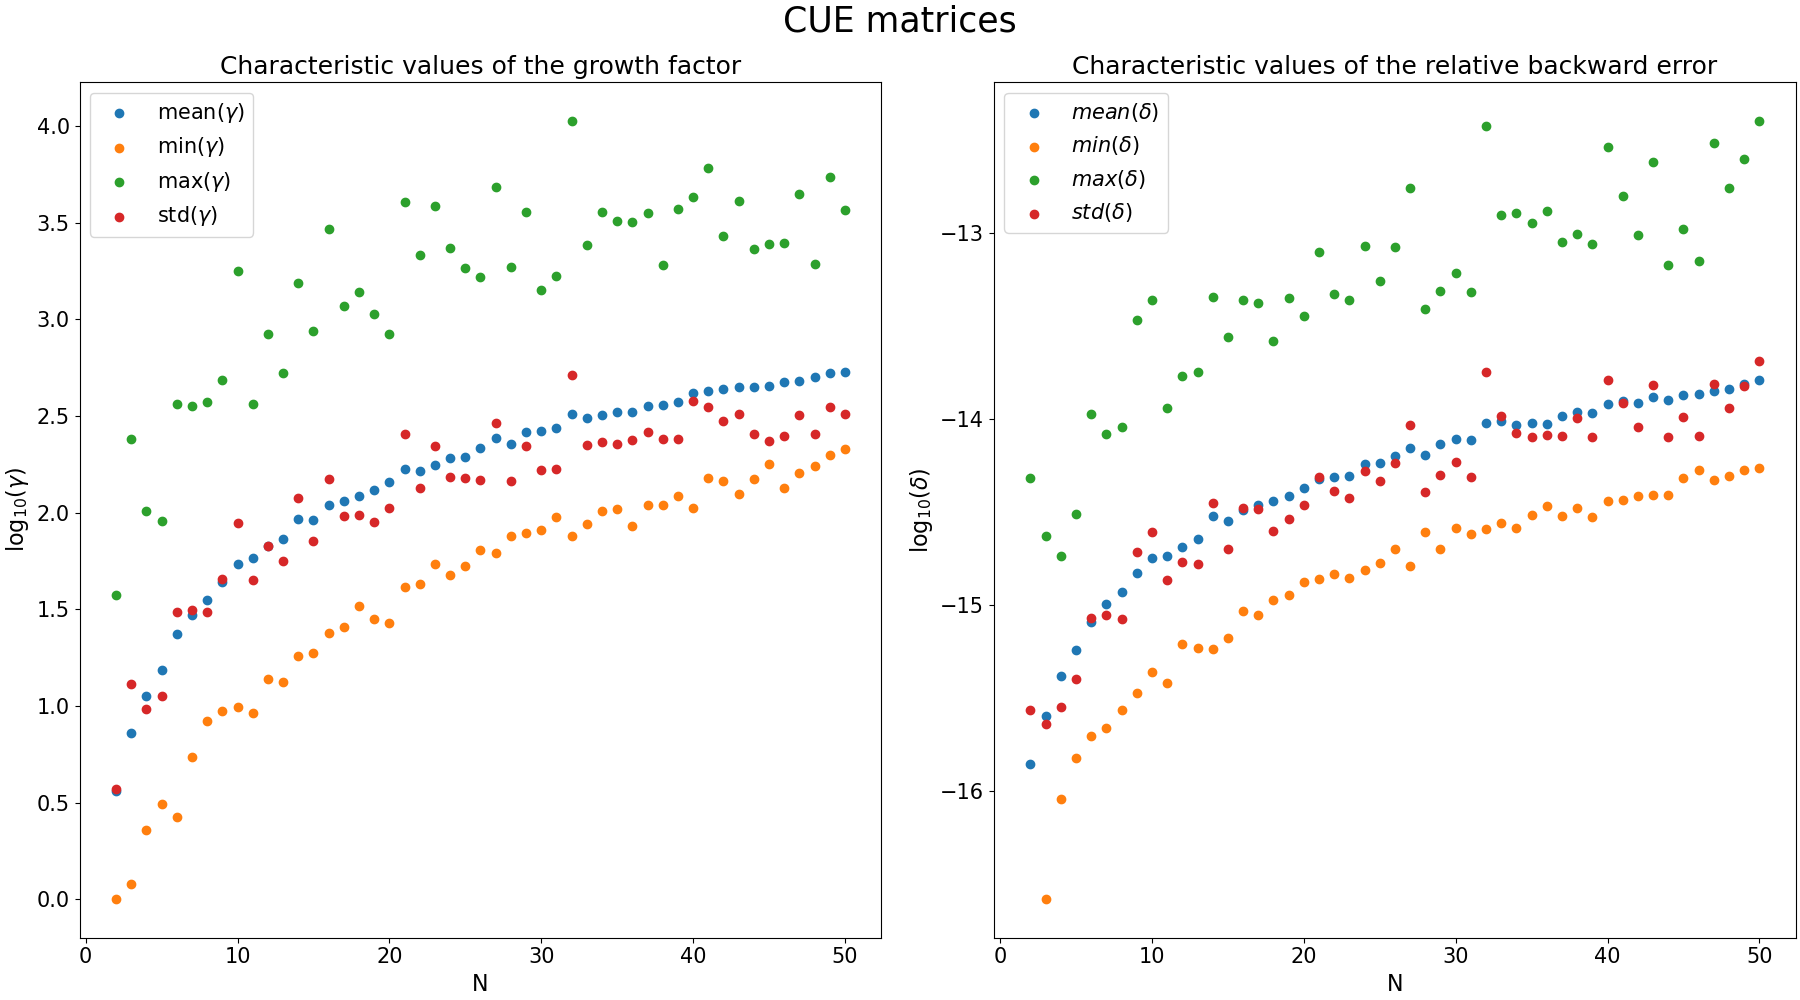 CUE matrices
Characteristic values of the growth factor
mean(γ)
min(γ)
max(γ)
std(γ)
4.0
3.5
3.0
2.5
2.0
1.5
1.0
0.5
0.0
log₁₀(γ)
0 10 20 30 40 50
N
Characteristic values of the relative backward error
mean(δ)
min(δ)
max(δ)
std(δ)
−13
−14
−15
−16
log₁₀(δ)
0 10 20 30 40 50
N